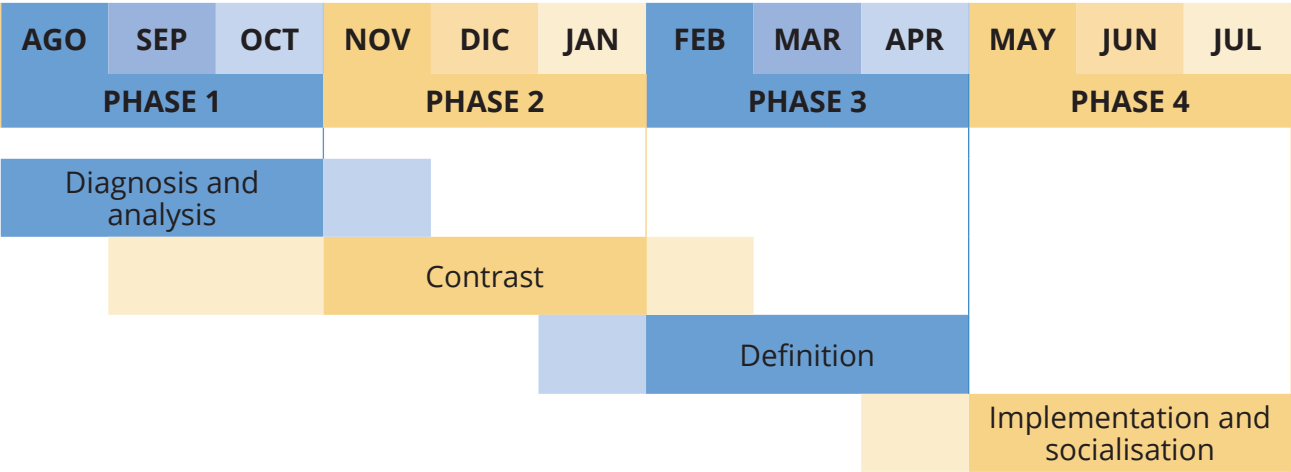 AGO SEP OCT NOV DIC JAN FEB MAR APR MAY JUN JUL
PHASE 1 PHASE 2 PHASE 3 PHASE 4
Diagnosis and
analysis
Contrast
Definition
Implementation and
socialisation